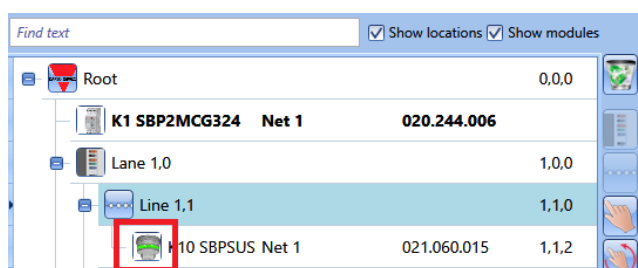 Find text Show locations Show modules
Root 0,0,0
K1 SBP2MCG324 Net 1 020.244.006
Lane 1,0 1,0,0
Line 1,1 1,1,0
K10 SBPSUS Net 1 021.060.015 1,1,2